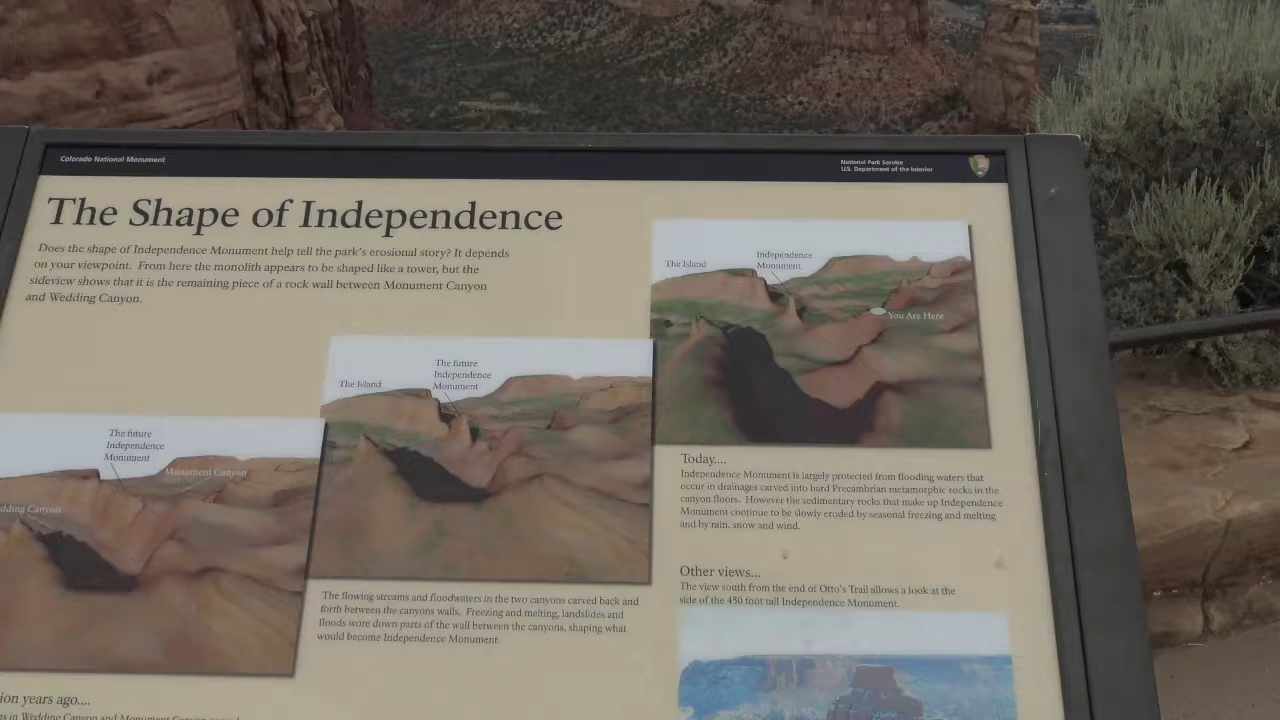 Colorado National Monument
National Park Service
U.S. Department of the Interior
The Shape of Independence
Does the shape of Independence Monument help tell the park's erosional story? It depends
on your viewpoint. From here the monolith appears to be shaped like a tower, but the
sideview shows that it is the remaining piece of a rock wall between Monument Canyon
and Wedding Canyon.
The future
Independence
Monument
Monument Canyon
dding Canyon
ion years ago....
in Wedding Canyon and Monument Canyon
The Island
The future
Independence
Monument
The flowing streams and floodwaters in the two canyons carved back and
forth between the canyons walls. Freezing and melting, landslides and
floods wore down parts of the wall between the canyons, shaping what
would become Independence Monument.
The Island
Independence
Monument
You Are Here
Today....
Independence Monument is largely protected from flooding waters that
occur in drainages carved into hard Precambrian metamorphic rocks in the
canyon floors. However the sedimentary rocks that make up Independence
Monument continue to be slowly eroded by seasonal freezing and melting
and by rain, snow and wind.
Other views...
The view south from the end of Otto's Trail allows a look at the
side of the 450 foot tall Independence Monument.